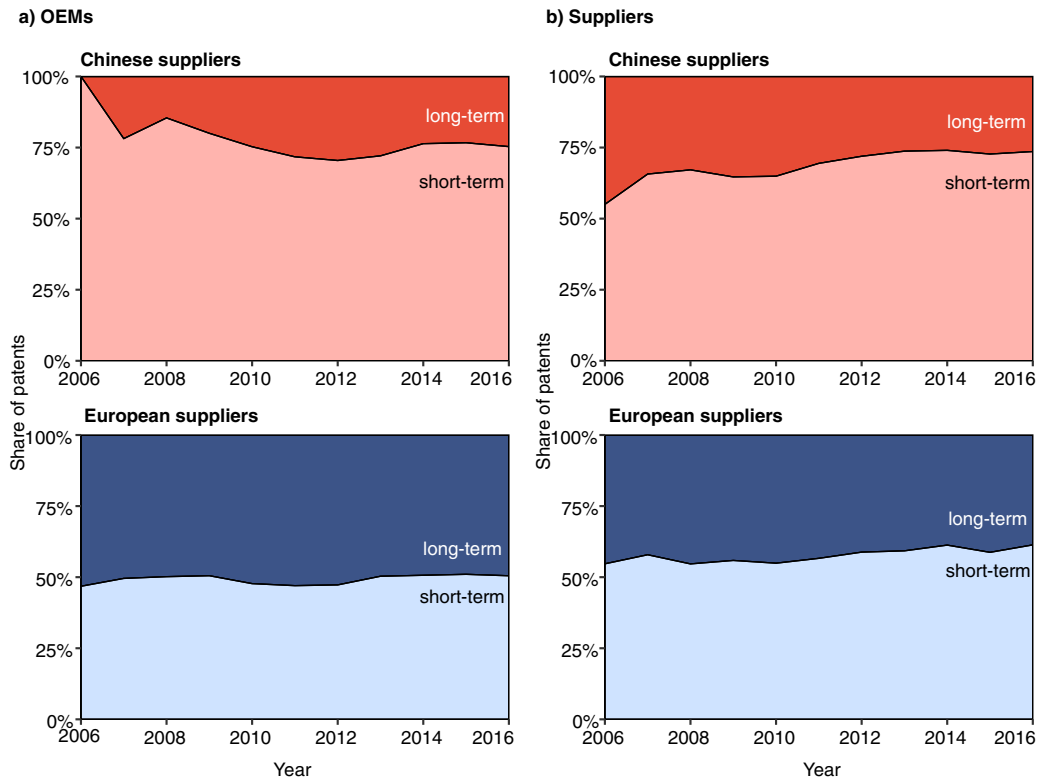 a) OEMs
Chinese suppliers
100%
75%
50%
25%
0%
long-term
short-term
2006 2008 2010 2012 2014 2016
European suppliers
100%
75%
50%
25%
0%
long-term
short-term
2006 2008 2010 2012 2014 2016
Share of patents
Year
b) Suppliers
Chinese suppliers
100%
75%
50%
25%
0%
long-term
short-term
2006 2008 2010 2012 2014 2016
European suppliers
100%
75%
50%
25%
0%
long-term
short-term
2006 2008 2010 2012 2014 2016
Share of patents
Year